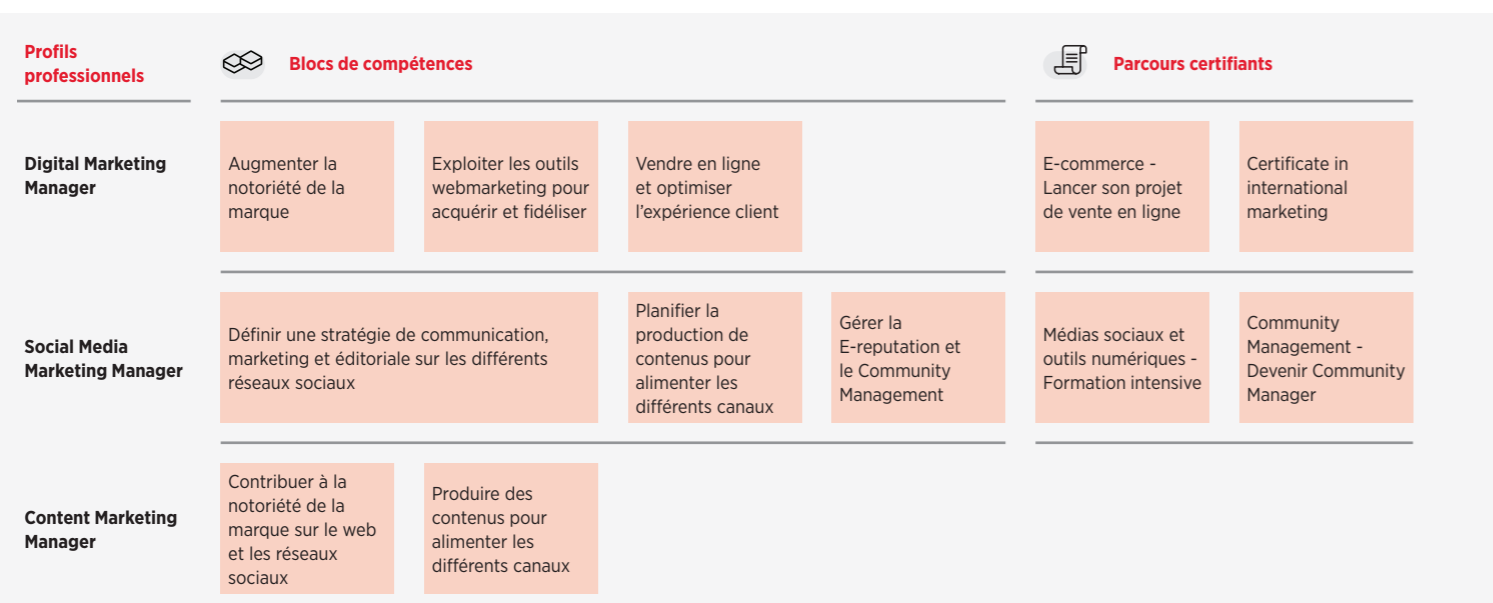 Profils
professionnels
Blocs de compétences
Parcours certifiants
Digital Marketing
Manager
Augmenter la
notoriété de la
marque
Exploiter les outils
webmarketing pour
acquérir et fidéliser
Vendre en ligne
et optimiser
l'expérience client
E-commerce -
Lancer son projet
de vente en ligne
Certificate in
international
marketing
Social Media
Marketing Manager
Définir une stratégie de communication,
marketing et éditoriale sur les différents
réseaux sociaux
Planifier la
production de
contenus pour
alimenter les
différents canaux
Gérer la
E-reputation et
le Community
Management
Médias sociaux et
outils numériques -
Formation intensive
Community
Management -
Devenir Community
Manager
Content Marketing
Manager
Contribuer à la
notoriété de la
marque sur le web
et les réseaux
sociaux
Produire des
contenus pour
alimenter les
différents canaux